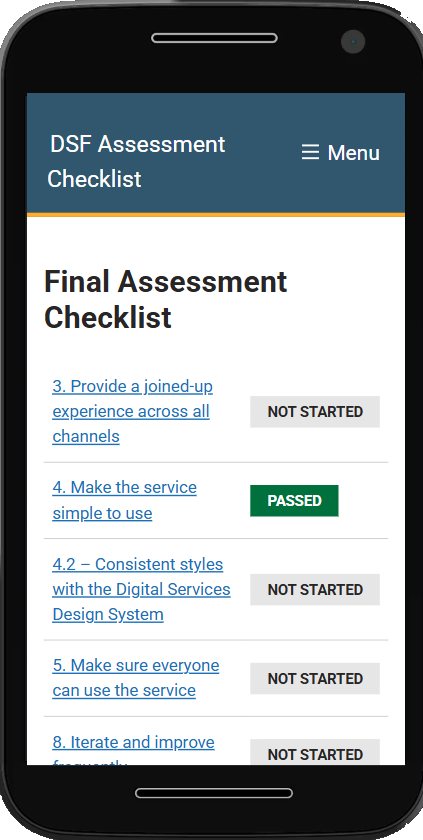 DSF Assessment
Checklist
Menu
Final Assessment
Checklist
3. Provide a joined-up
experience across all
channels
NOT STARTED
4. Make the service
simple to use
PASSED
4.2 – Consistent styles
with the Digital Services
Design System
NOT STARTED
5. Make sure everyone
can use the service
NOT STARTED
8. Iterate and improve
frequently
NOT STARTED